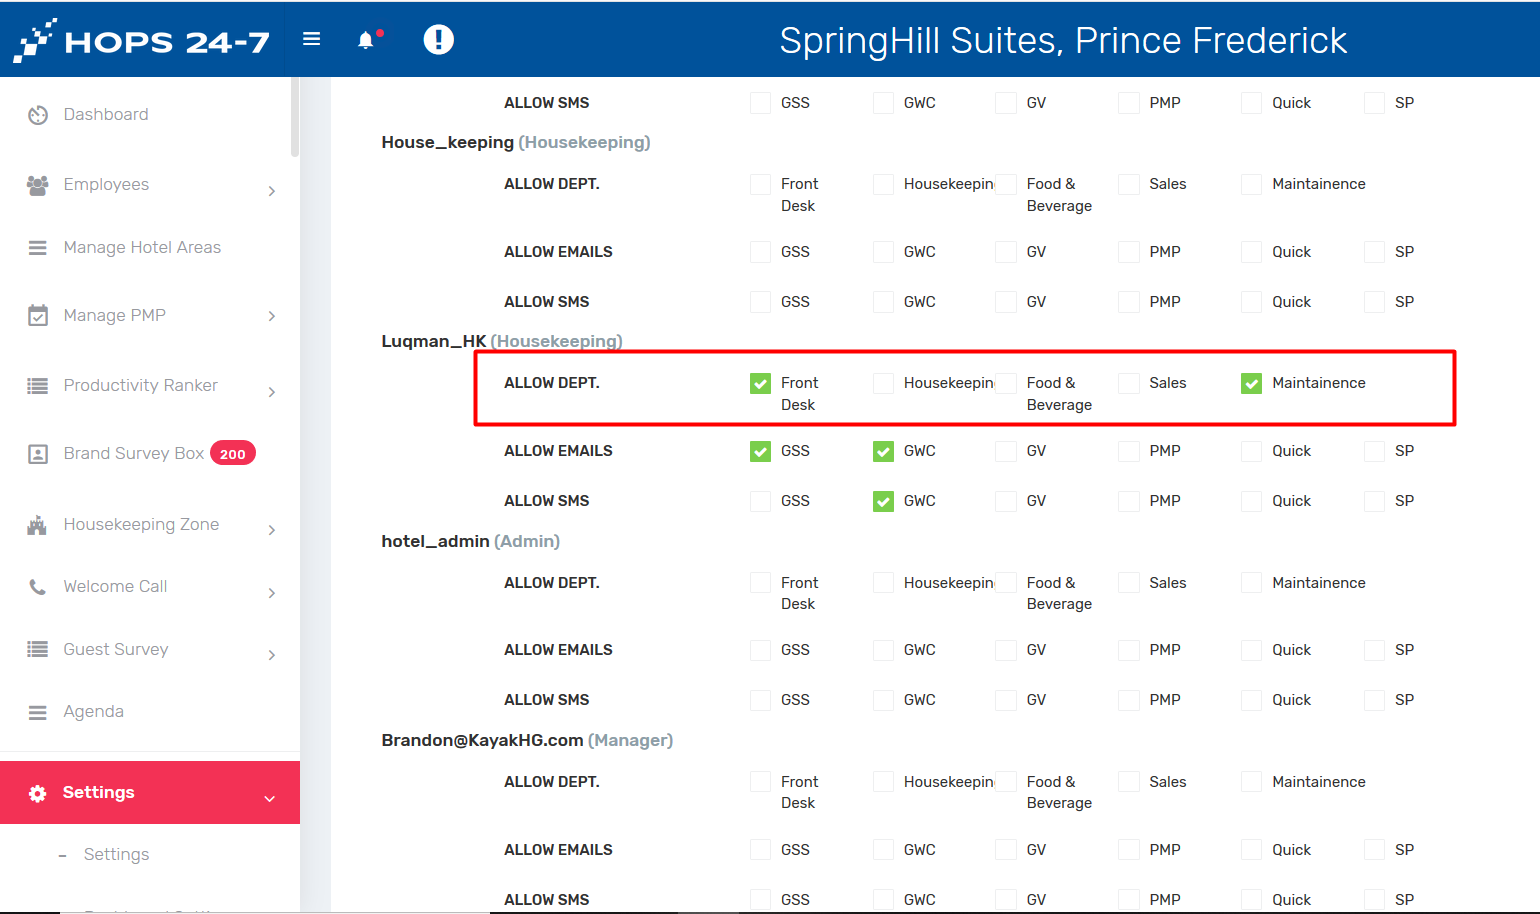 HOPS 24-7
SpringHill Suites, Prince Frederick
Dashboard
Employees
Manage Hotel Areas
Manage PMP
Productivity Ranker
Brand Survey Box 200
Housekeeping Zone
Welcome Call
Guest Survey
Agenda
Settings
Settings
ALLOW SMS GSS GWC GV PMP Quick SP
House_keeping (Housekeeping)
ALLOW DEPT. Front Desk Housekeepin Food & Beverage Sales Maintainence
ALLOW EMAILS GSS GWC GV PMP Quick SP
ALLOW SMS GSS GWC GV PMP Quick SP
Luqman_HK (Housekeeping)
ALLOW DEPT. Front Desk Housekeepin Food & Beverage Sales Maintainence
ALLOW EMAILS GSS GWC GV PMP Quick SP
ALLOW SMS GSS GWC GV PMP Quick SP
hotel_admin (Admin)
ALLOW DEPT. Front Desk Housekeepin Food & Beverage Sales Maintainence
ALLOW EMAILS GSS GWC GV PMP Quick SP
ALLOW SMS GSS GWC GV PMP Quick SP
Brandon@KayakHG.com (Manager)
ALLOW DEPT. Front Desk Housekeepin Food & Beverage Sales Maintainence
ALLOW EMAILS GSS GWC GV PMP Quick SP
ALLOW SMS GSS GWC GV PMP Quick SP